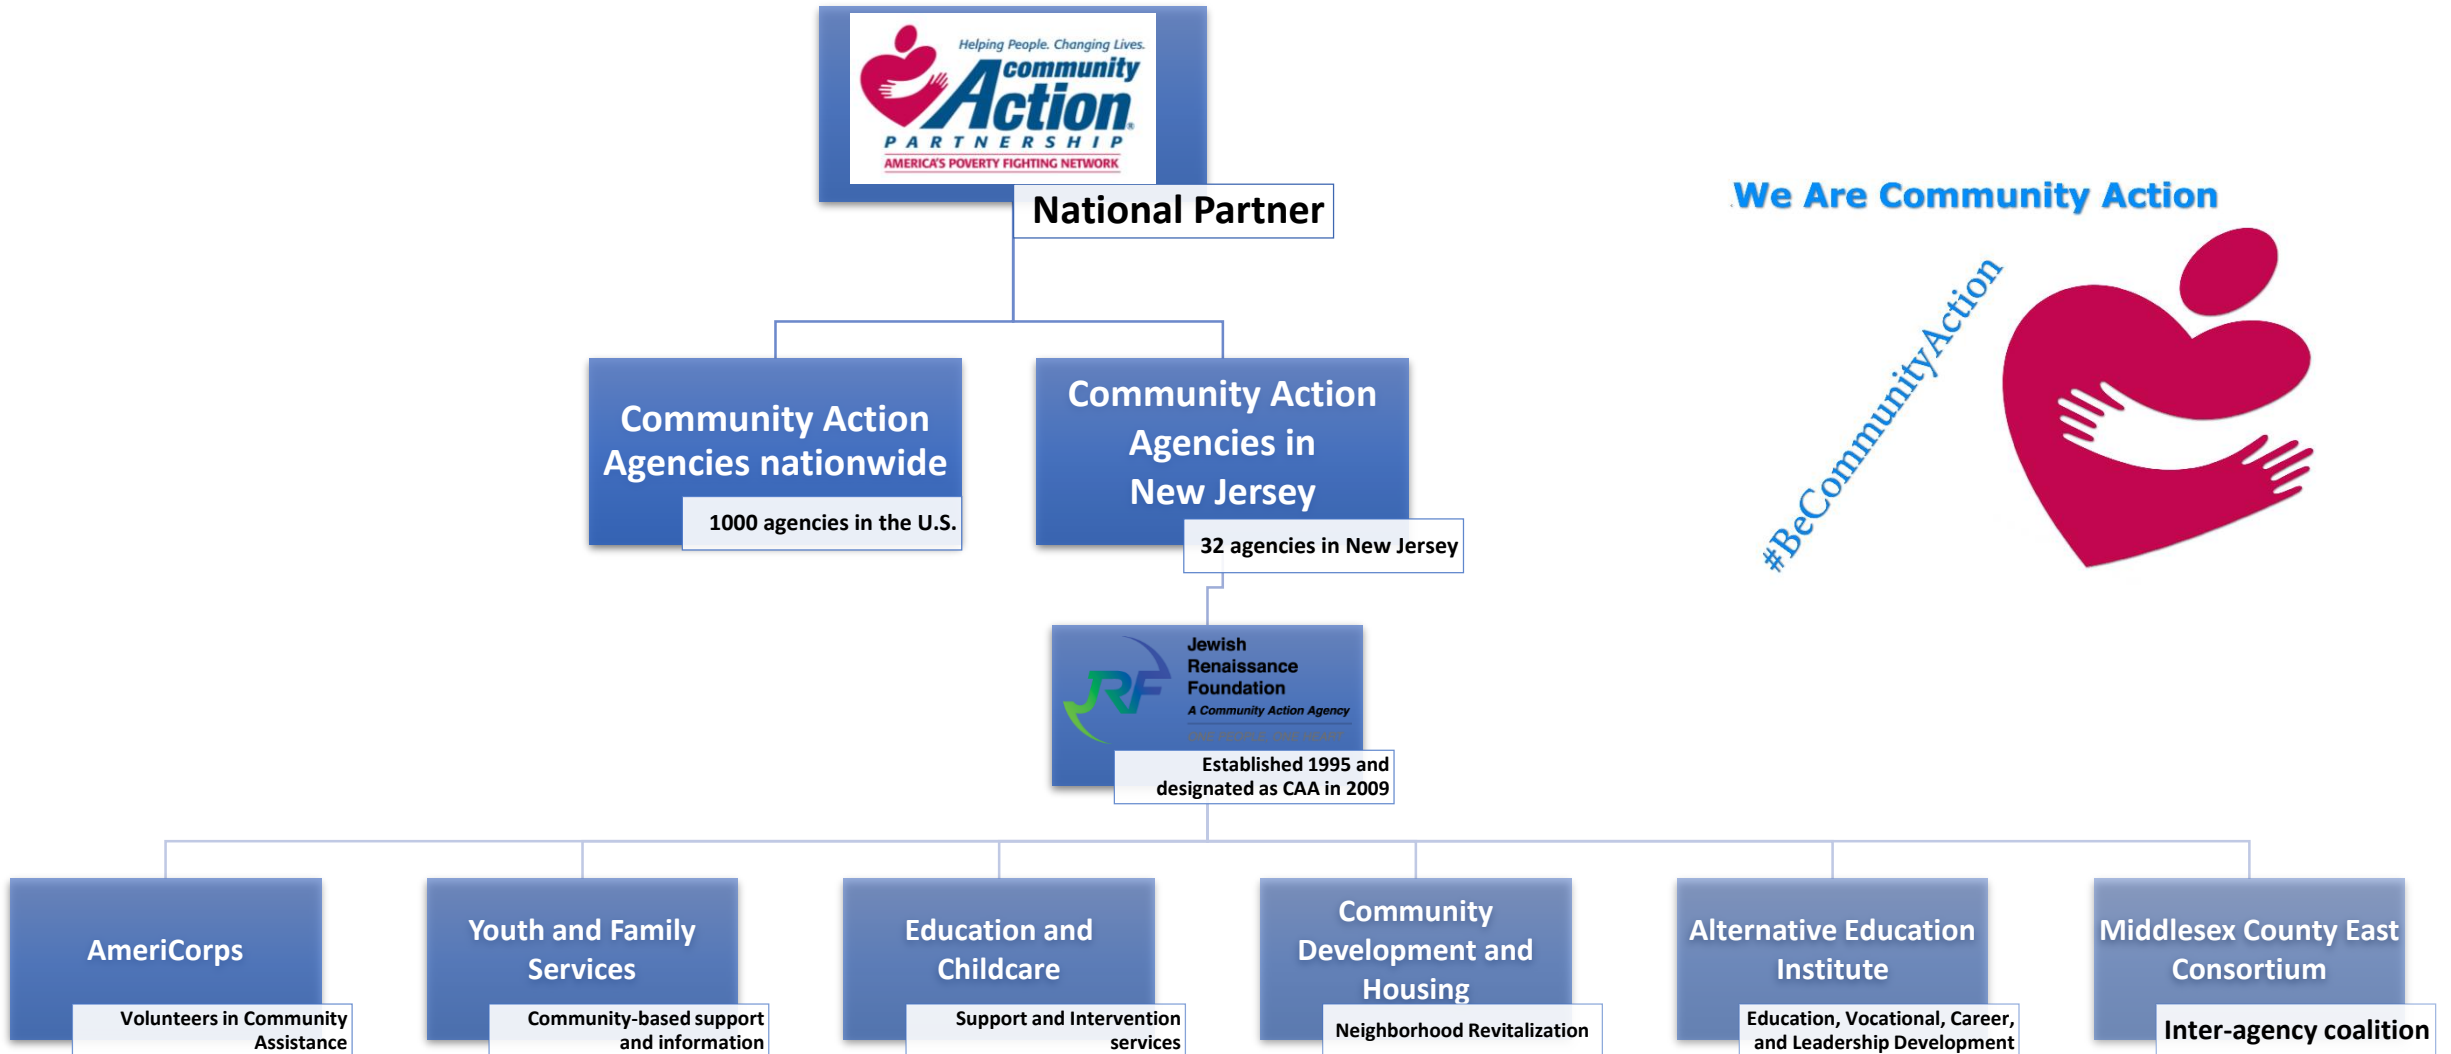 Helping People. Changing Lives.
community
Action
PARTNERSHIP
AMERICA'S POVERTY FIGHTING NETWORK
National Partner
We Are Community Action
#BeCommunityAction
Community Action
Agencies nationwide
1000 agencies in the U.S.
Community Action
Agencies in
New Jersey
32 agencies in New Jersey
JRF
Jewish
Renaissance
Foundation
A Community Action Agency
ONE PEOPLE, ONE HEART
Established 1995 and
designated as CAA in 2009
AmeriCorps
Volunteers in Community
Assistance
Youth and Family
Services
Community-based support
and information
Education and
Childcare
Support and Intervention
services
Community
Development and
Housing
Neighborhood Revitalization
Alternative Education
Institute
Education, Vocational, Career,
and Leadership Development
Middlesex County East
Consortium
Inter-agency coalition